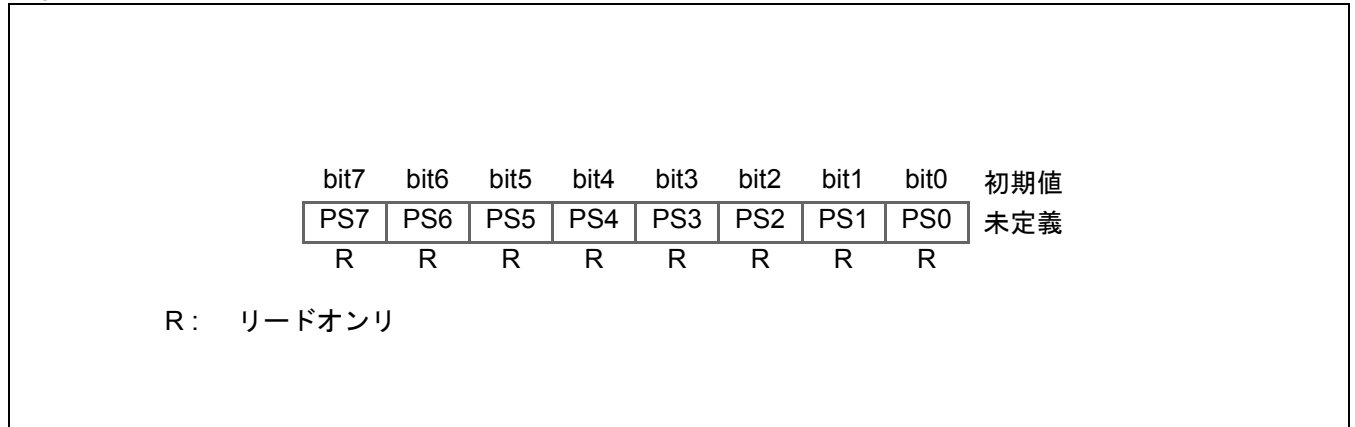 bit7 bit6 bit5 bit4 bit3 bit2 bit1 bit0 初期値
PS7 PS6 PS5 PS4 PS3 PS2 PS1 PS0 未定義
R R R R R R R R
R : リードオンリ